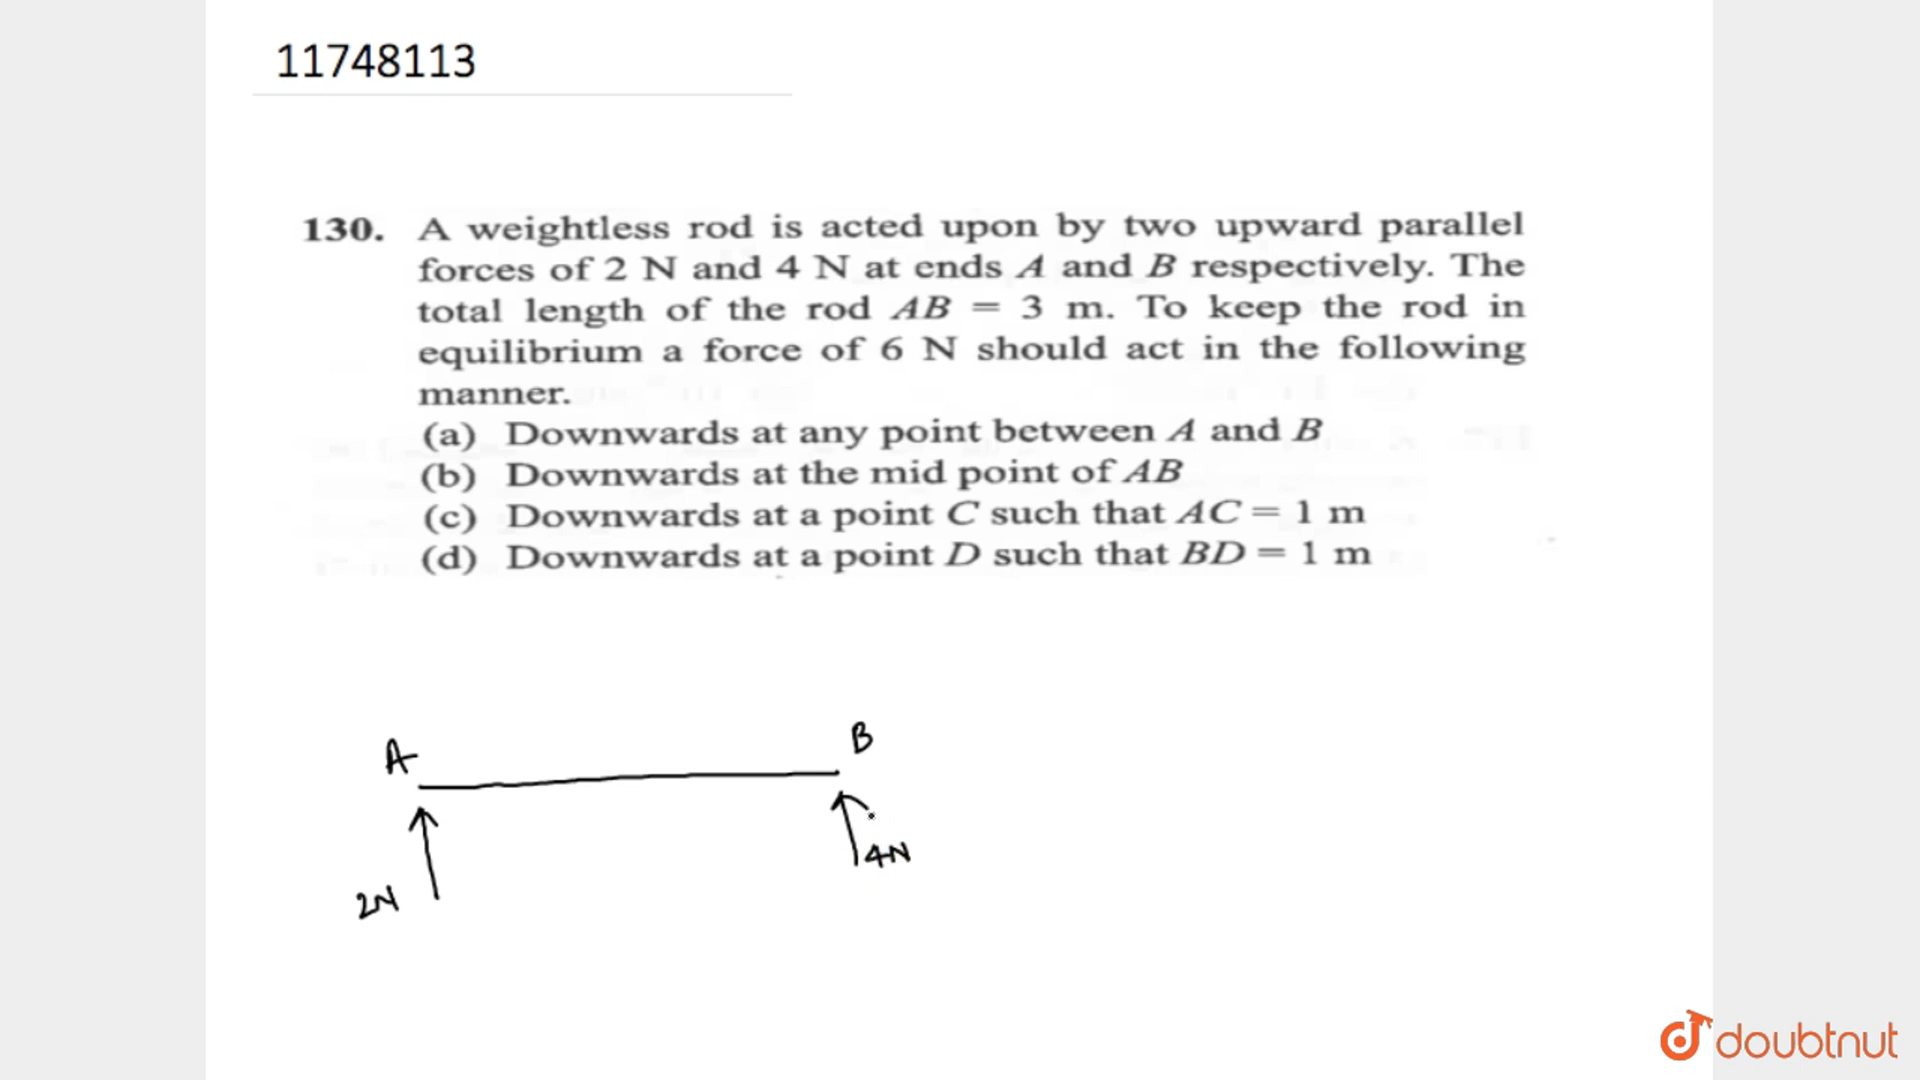 11748113
130. A weightless rod is acted upon by two upward parallel
forces of 2 N and 4 N at ends A and B respectively. The
total length of the rod AB = 3 m. To keep the rod in
equilibrium a force of 6 N should act in the following
manner.
(a) Downwards at any point between A and B
(b) Downwards at the mid point of AB
(c) Downwards at a point C such that AC = 1 m
(d) Downwards at a point D such that BD = 1 m
A B
2N 4N
doubtnut